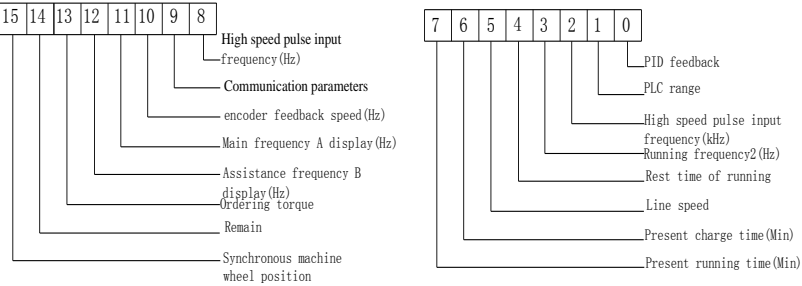 15 14 13 12 11 10 9 8
High speed pulse input
frequency(Hz)
Communication parameters
encoder feedback speed(Hz)
Main frequency A display(Hz)
Assistance frequency B
display(Hz)
Ordering torque
Remain
Synchronous machine
wheel position
7 6 5 4 3 2 1 0
PID feedback
PLC range
High speed pulse input
frequency(kHz)
Running frequency2(Hz)
Rest time of running
Line speed
Present charge time(Min)
Present running time(Min)